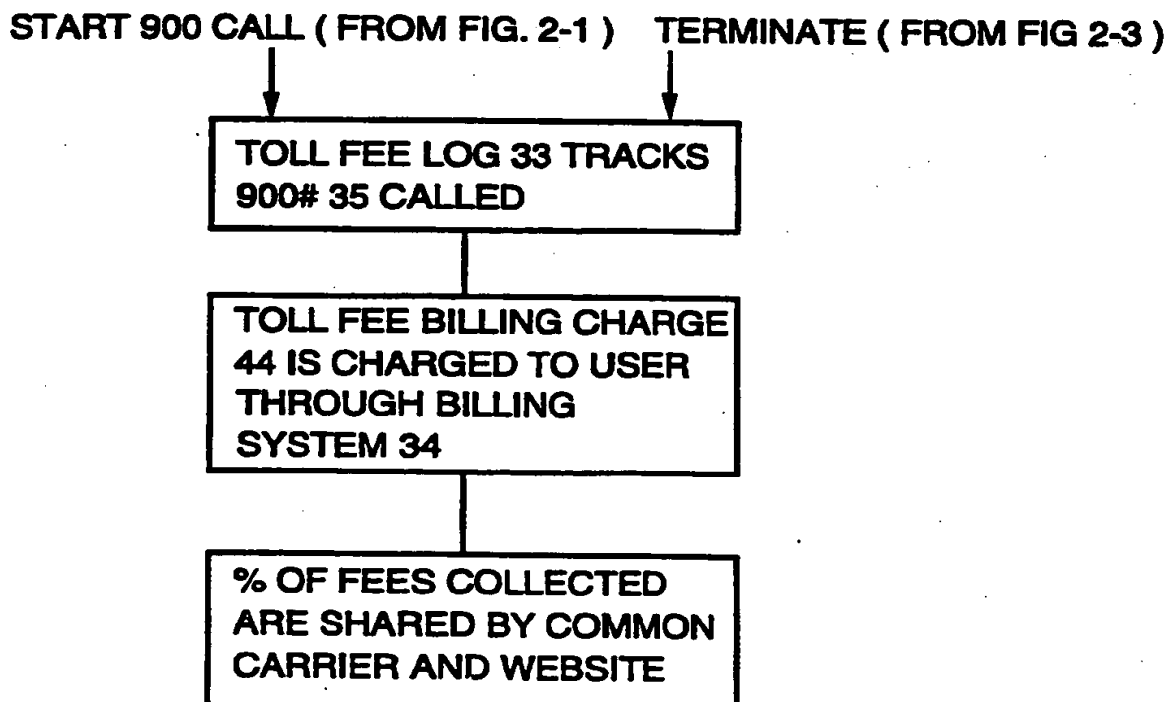 START 900 CALL ( FROM FIG. 2-1 ) TERMINATE ( FROM FIG 2-3 )
TOLL FEE LOG 33 TRACKS
900# 35 CALLED
TOLL FEE BILLING CHARGE
44 IS CHARGED TO USER
THROUGH BILLING
SYSTEM 34
% OF FEES COLLECTED
ARE SHARED BY COMMON
CARRIER AND WEBSITE